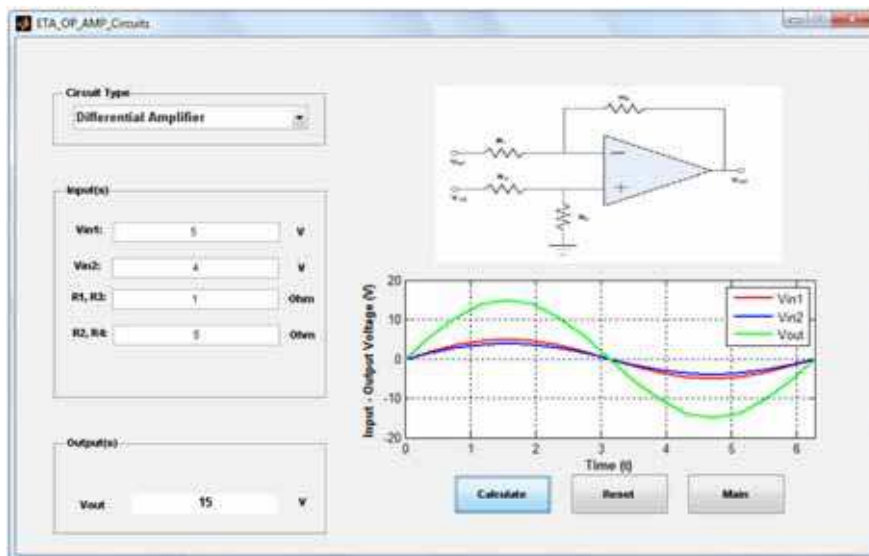 ETA_OP_AMP_Circuits
Circuit Type
Differential Amplifier
Input(s)
Vin1:
5
V
Vin2:
4
V
R1, R3:
1
Ohm
R2, R4:
Ohm
Output(s)
Vout
15
V
20
10
0
-10
-20
Input - Output Voltage (V)
Vin1
Vin2
Vout
0
1
2
3
4
5
6
Time (t)
Calculate
Reset
Main